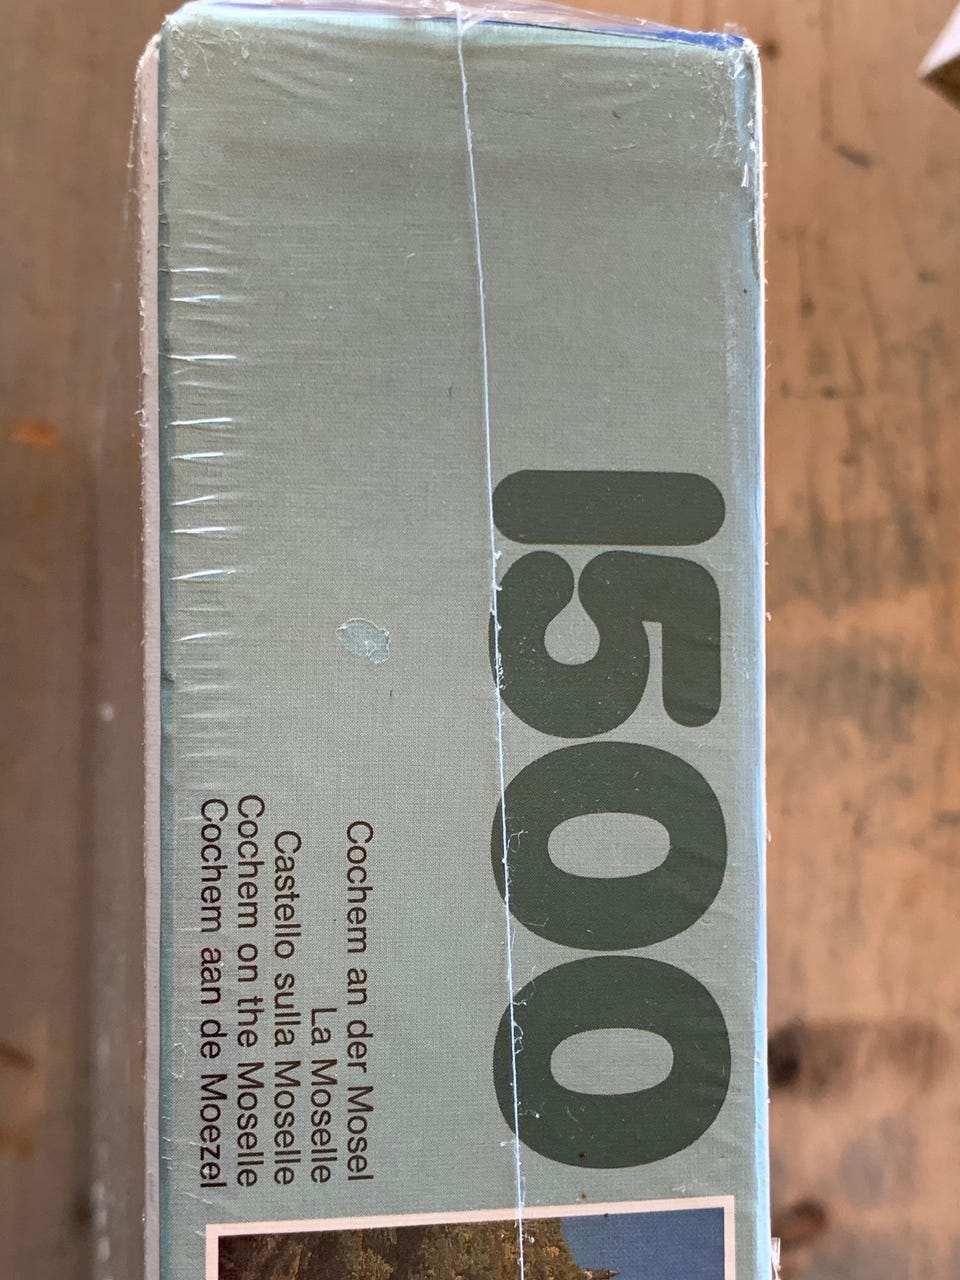 1500
Cochem an der Mosel
La Moselle
Castello sulla Moselle
Cochem on the Moselle
Cochem aan de Moezel